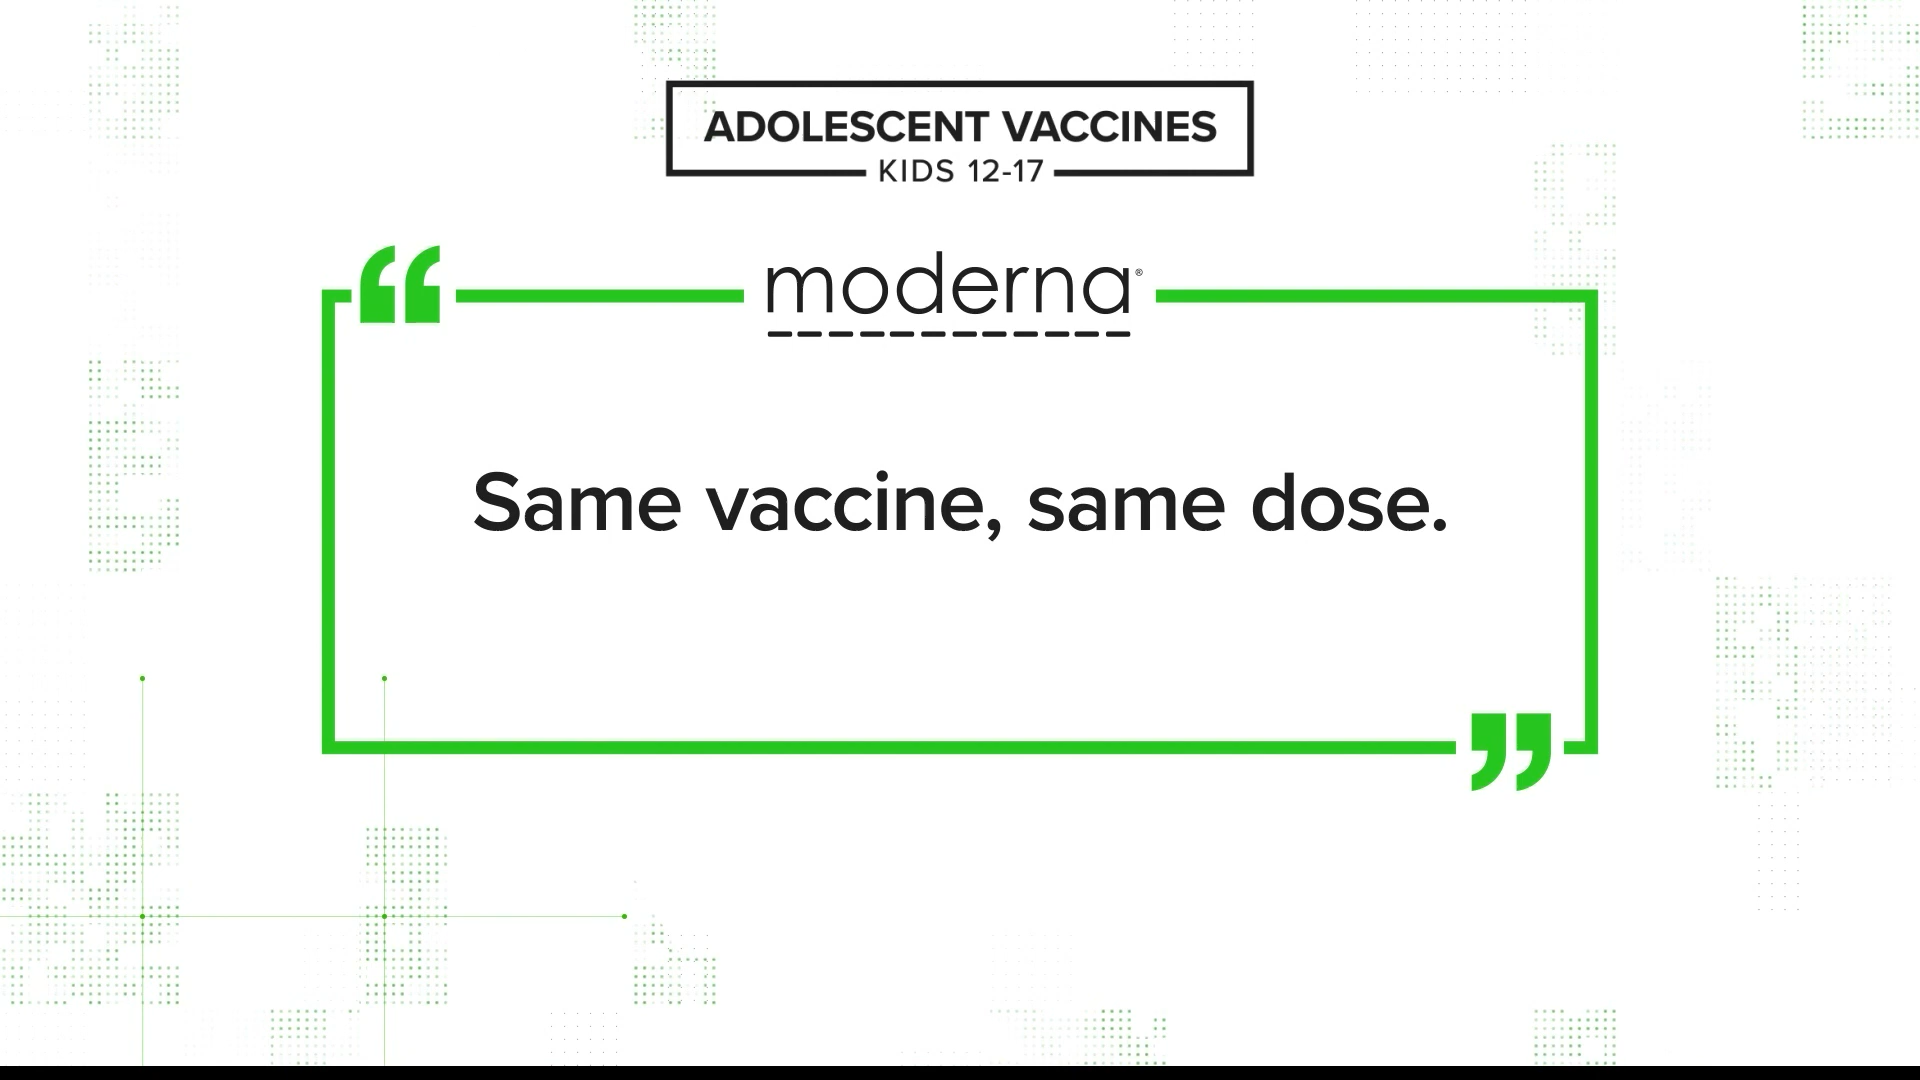 ADOLESCENT VACCINES
KIDS 12-17
“
moderna®
Same vaccine, same dose.
”